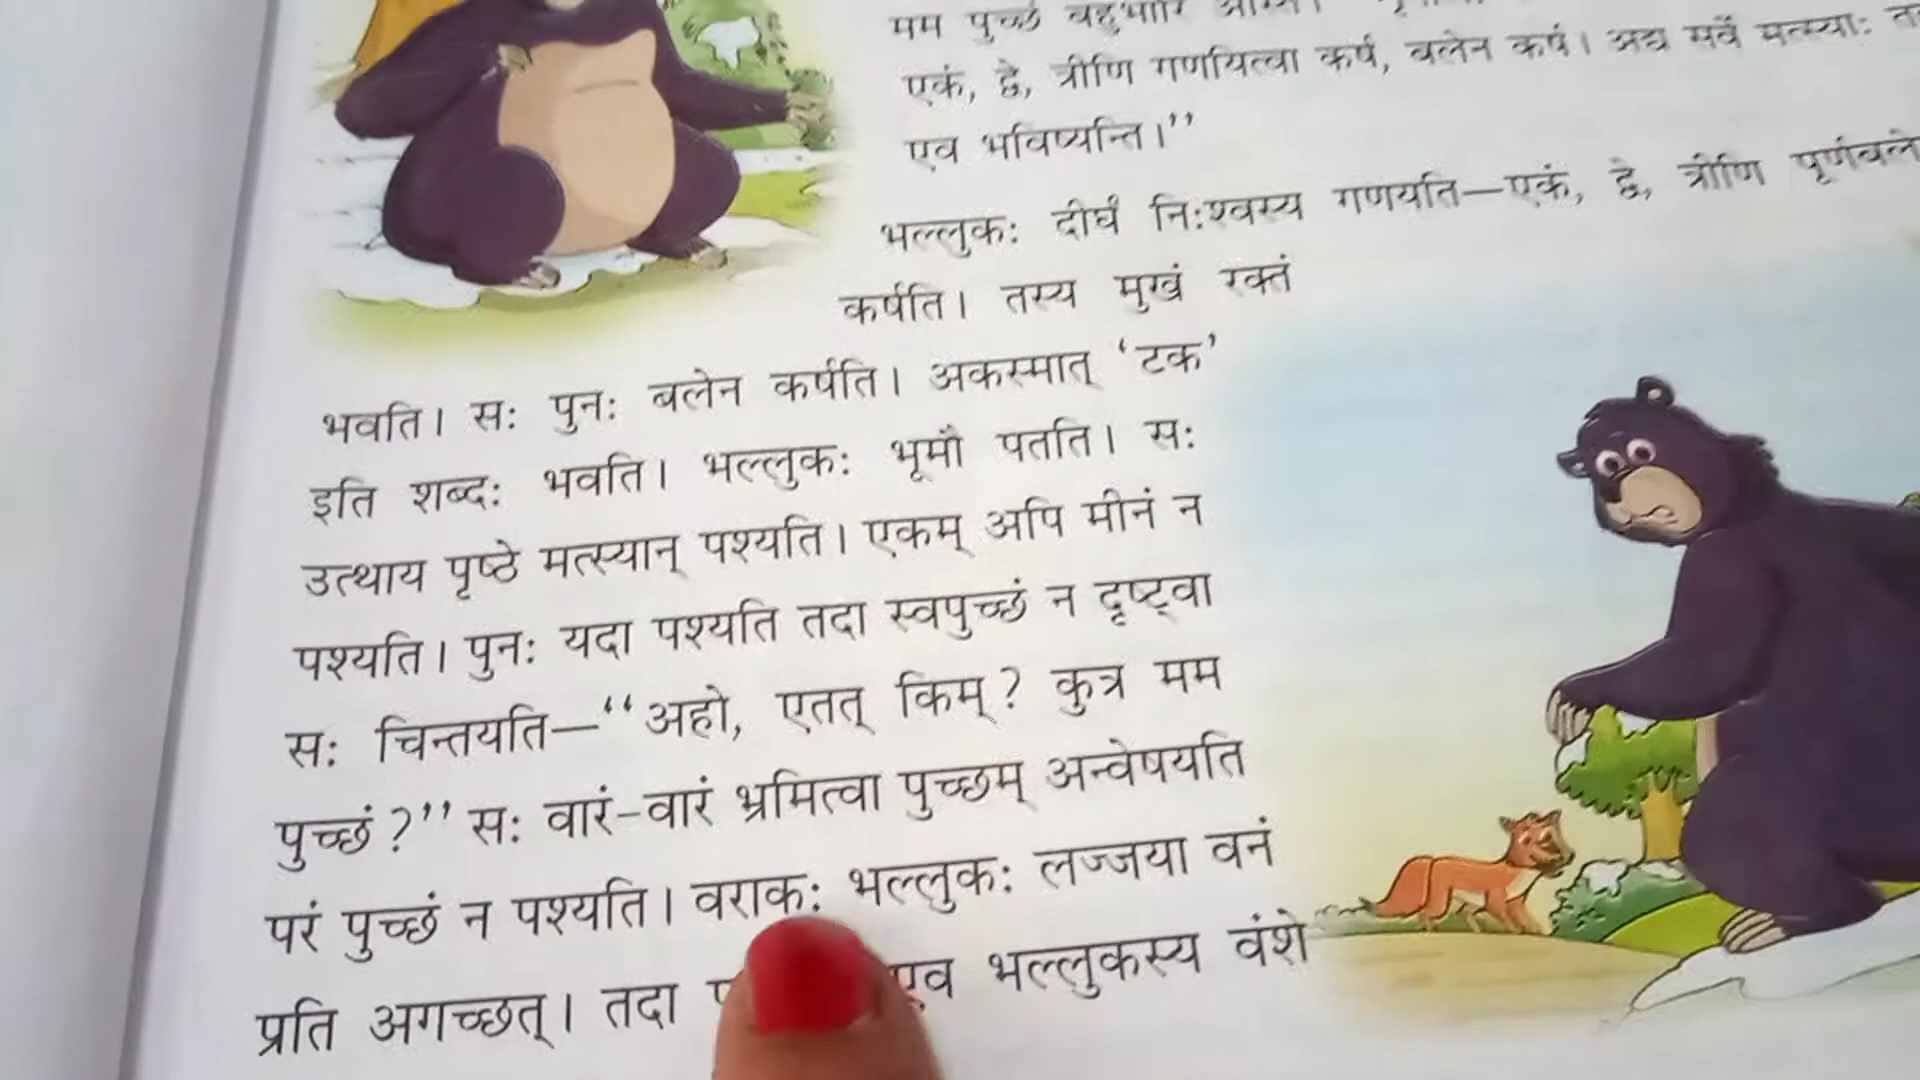 मम पुच्छं बहुभारि
एकं, द्वे, त्रीणि गणयित्वा कर्ष, बलेन कर्ष। अद्य सर्वे मत्स्याः
एव भविष्यन्ति।”
भल्लुकः दीर्घं निःश्वस्य गणयति—एकं, द्वे, त्रीणि पूर्णबले
कर्षति। तस्य मुखं रक्तं
भवति। सः पुनः बलेन कर्षति। अकस्मात् ‘टक’
इति शब्दः भवति। भल्लुकः भूमौ पतति। सः
उत्थाय पृष्ठे मत्स्यान् पश्यति। एकम् अपि मीनं न
पश्यति। पुनः यदा पश्यति तदा स्वपुच्छं न दृष्ट्वा
सः चिन्तयति—“अहो, एतत् किम्? कुत्र मम
पुच्छं?” सः वारं-वारं भ्रमित्वा पुच्छम् अन्वेषयति
परं पुच्छं न पश्यति। वराकः भल्लुकः लज्जया वनं
प्रति अगच्छत्। तदा एव भल्लुकस्य वंशे